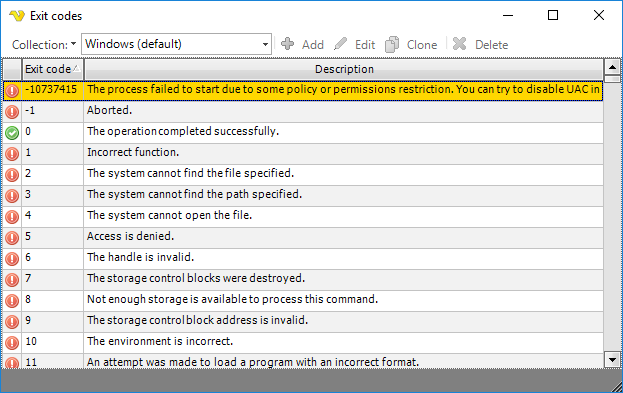 Exit codes
Collection: Windows (default) Add Edit Clone Delete
Exit code Description
-10737415 The process failed to start due to some policy or permissions restriction. You can try to disable UAC in
-1 Aborted.
0 The operation completed successfully.
1 Incorrect function.
2 The system cannot find the file specified.
3 The system cannot find the path specified.
4 The system cannot open the file.
5 Access is denied.
6 The handle is invalid.
7 The storage control blocks were destroyed.
8 Not enough storage is available to process this command.
9 The storage control block address is invalid.
10 The environment is incorrect.
11 An attempt was made to load a program with an incorrect format.